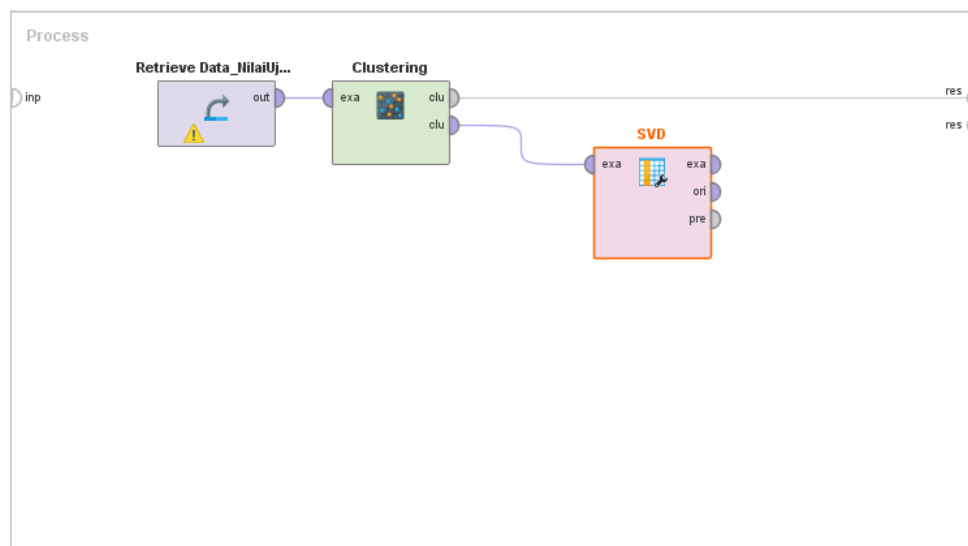 Process
Retrieve Data_NilaiUj...
Clustering
inp
out
exa
clu
res
clu
res
SVD
exa
exa
ori
pre